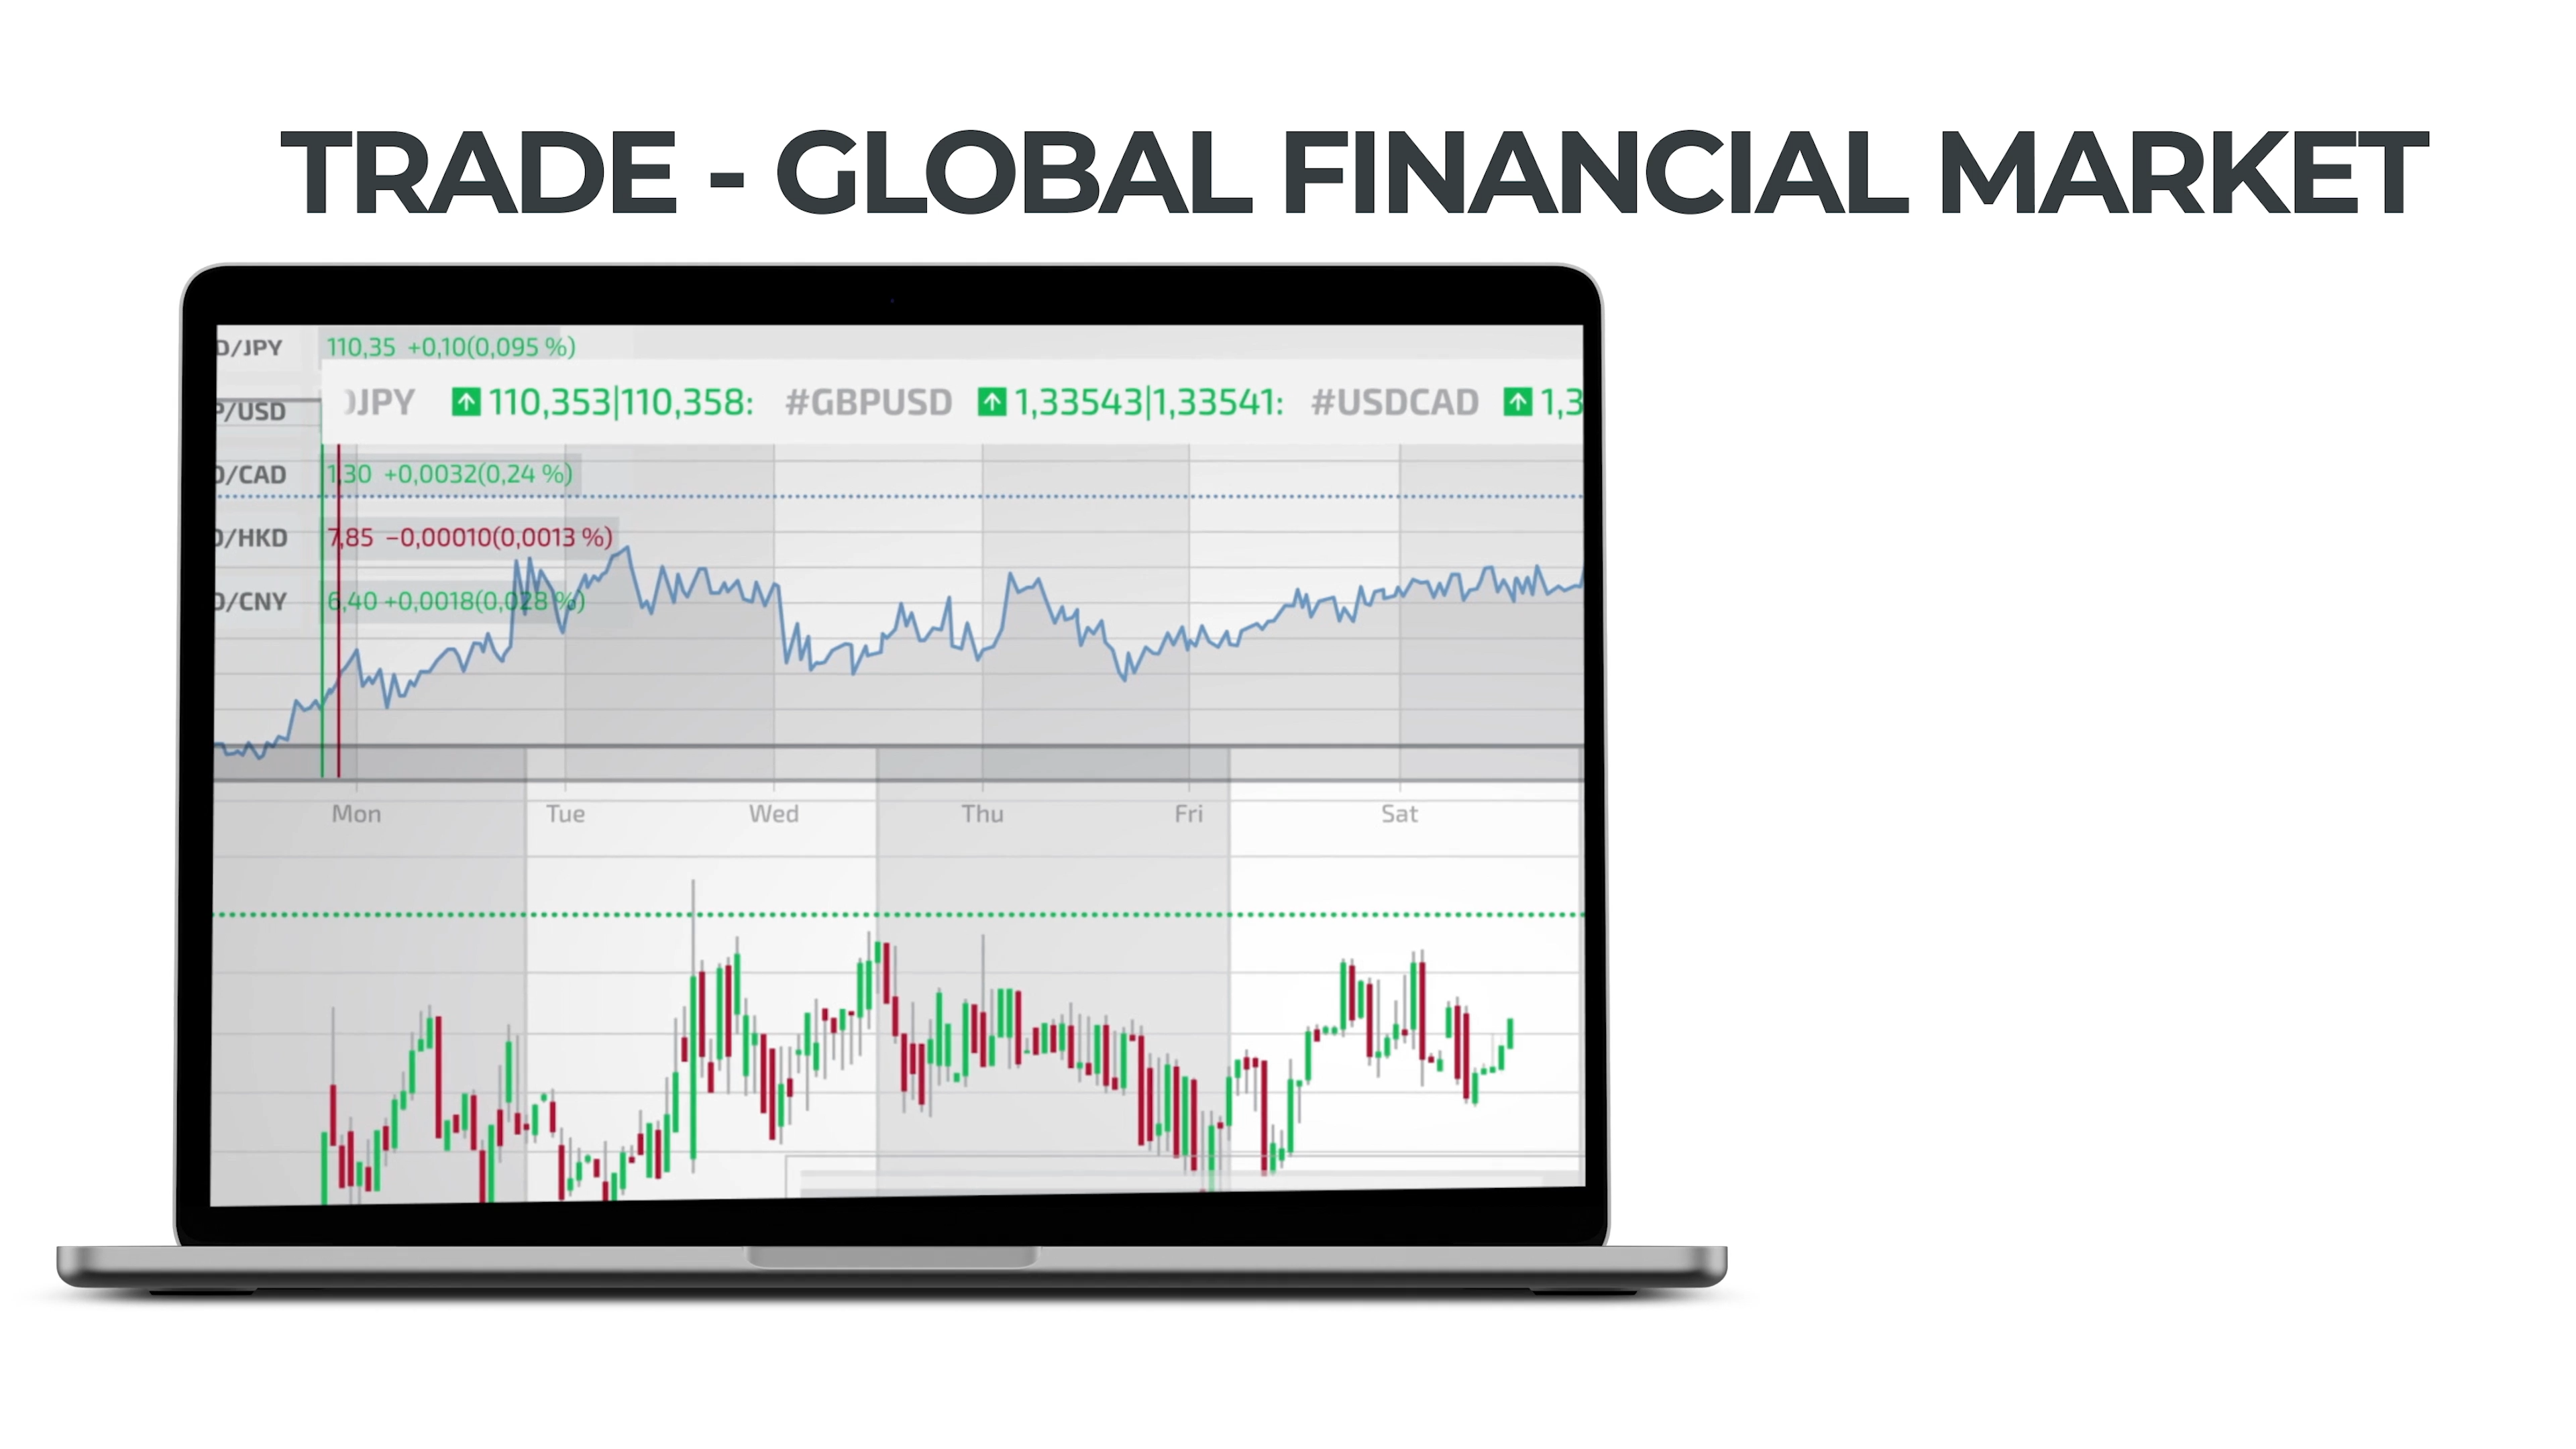 TRADE - GLOBAL FINANCIAL MARKET
D/JPY 110,35 +0,10(0,095 %)
JPY 110,353|110,358: #GBPUSD 1,33543|1,33541: #USDCAD 1,3
P/USD
D/CAD 1,30 +0,0032(0,24 %)
D/HKD 7,85 −0,00010(0,0013 %)
D/CNY 6,40 +0,0018(0,028 %)
Mon Tue Wed Thu Fri Sat